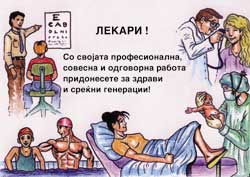 ЛЕКАРИ !
Со својата професионална,
совесна и одговорна работа
придонесете за здрави
и среќни генерации!
E